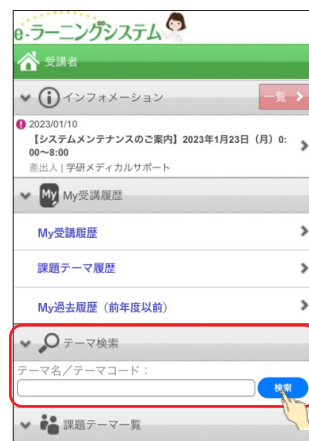 e-ラーニングシステム
受講者
インフォメーション
一覧
2023/01/10
【システムメンテナンスのご案内】2023年1月23日（月）0:
00～8:00
差出人 | 学研メディカルサポート
My My受講履歴
My受講履歴
課題テーマ履歴
My過去履歴（前年度以前）
テーマ検索
テーマ名／テーマコード：
検索
課題テーマ一覧